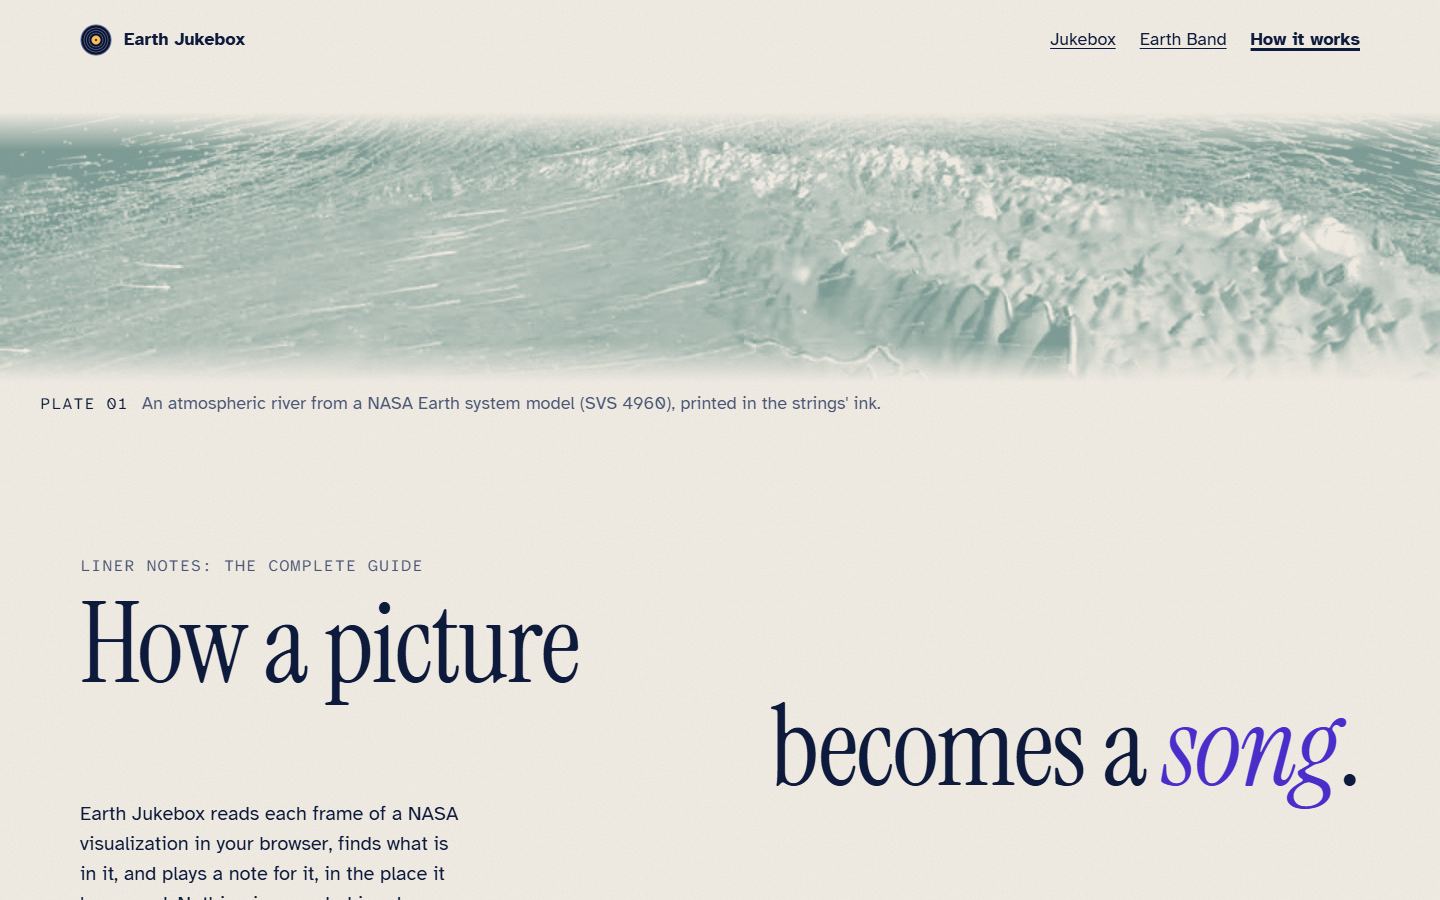 Earth Jukebox
Jukebox Earth Band How it works
PLATE 01 An atmospheric river from a NASA Earth system model (SVS 4960), printed in the strings' ink.
LINER NOTES: THE COMPLETE GUIDE
How a picture
becomes a song.
Earth Jukebox reads each frame of a NASA
visualization in your browser, finds what is
in it, and plays a note for it, in the place it